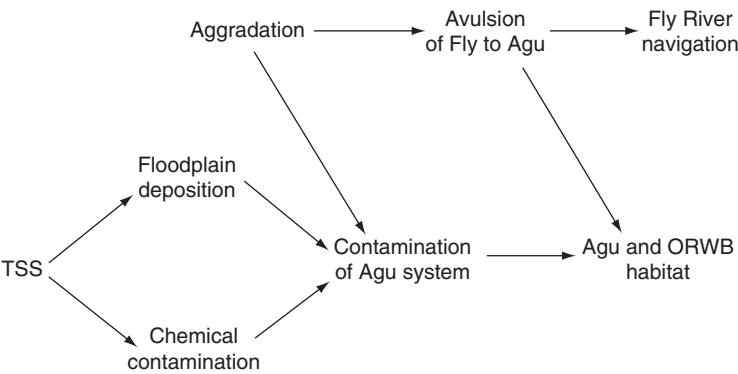 Aggradation
Avulsion
of Fly to Agu
Fly River
navigation
Floodplain
deposition
TSS
Contamination
of Agu system
Agu and ORWB
habitat
Chemical
contamination